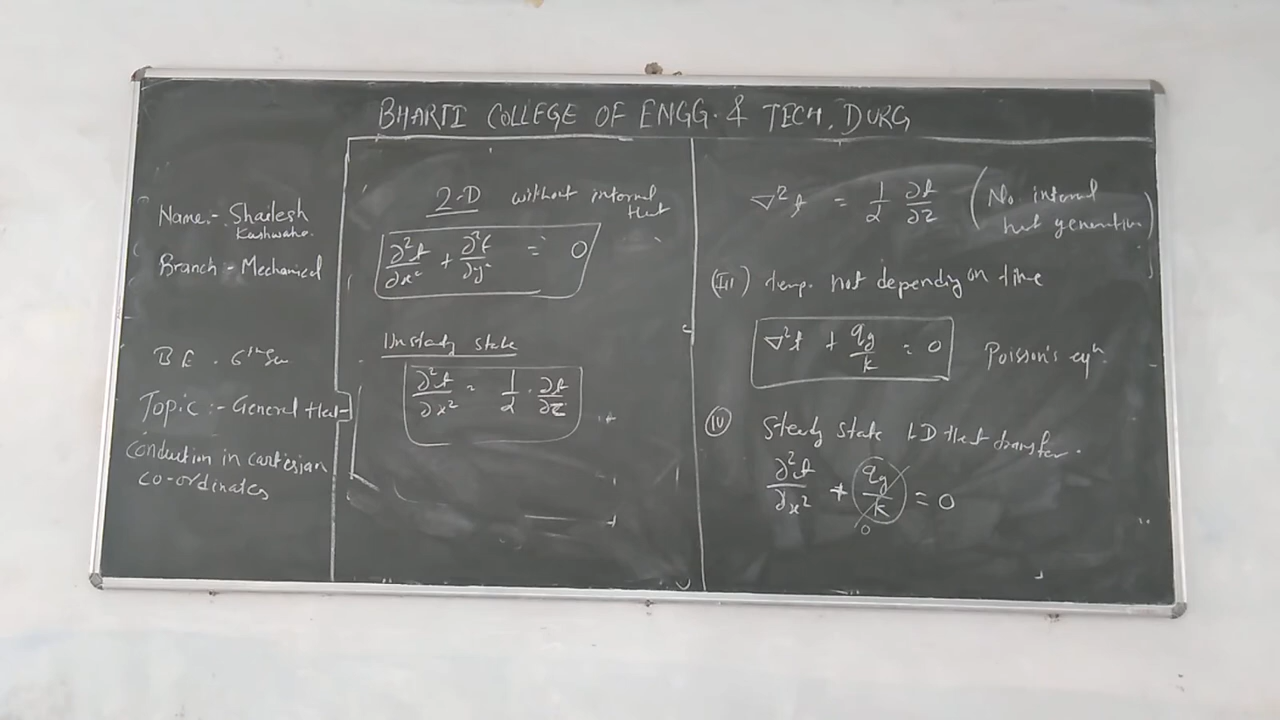 BHARTI COLLEGE OF ENGG. & TECH, DURG
Name:- Shailesh
Kashwaha.
Branch - Mechanical
B E . 6th Sem
Topic :- General Heat
conduction in cartesian
co-ordinates
2-D without internal
Heat
∂²t/∂x² + ∂²t/∂y² = 0
Unsteady state
∂²t/∂x² = 1/α . ∂t/∂τ
∇²t = 1/α ∂t/∂τ (No internal
heat generation)
(III) temp. not depending on time
∇²t + qg/k = 0 Poisson's eqn.
(IV) Steady state 1-D Heat transfer.
∂²t/∂x² + qg/k = 0
0